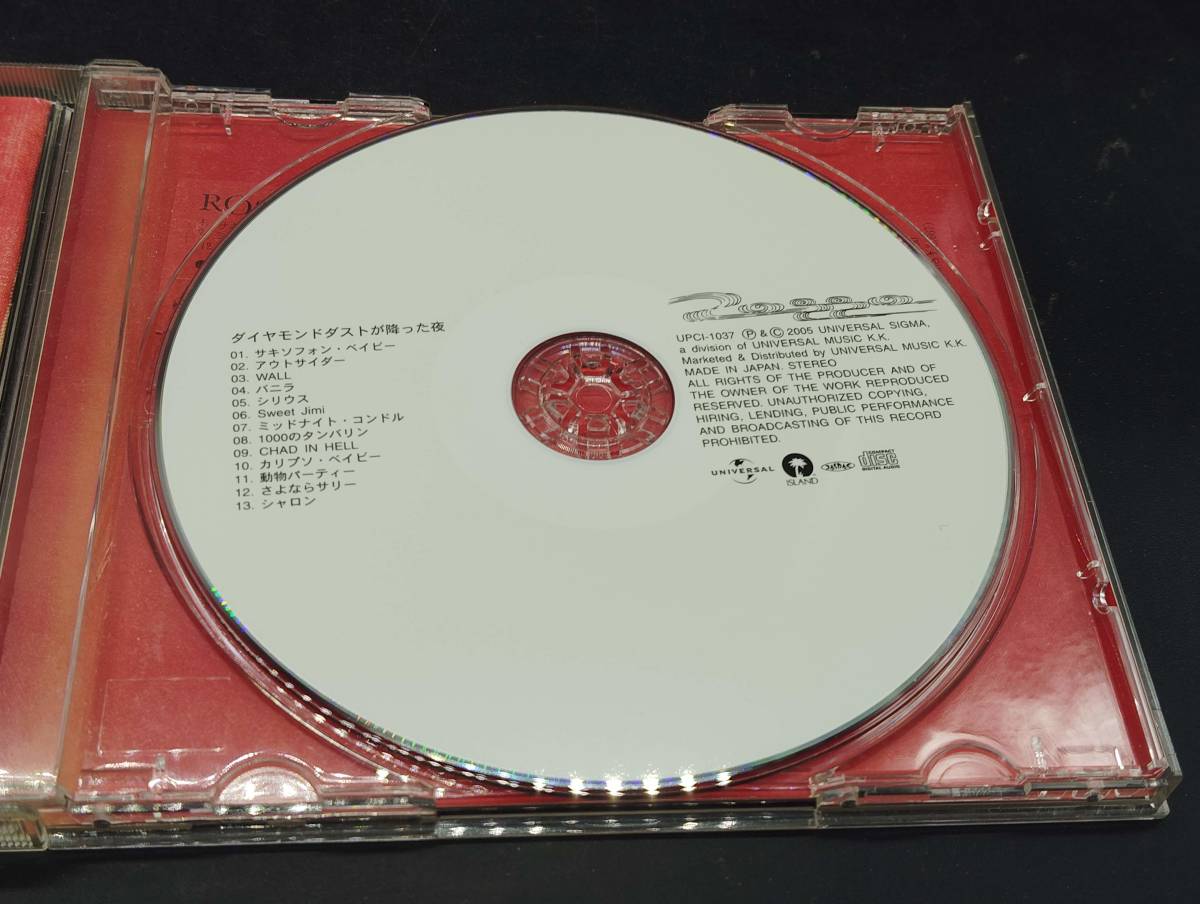 ダイヤモンドダストが降った夜
01. サキソフォン・ベイビー
02. アウトサイダー
03. WALL
04. バニラ
05. シリウス
06. Sweet Jimi
07. ミッドナイト・コンドル
08. 1000のタンバリン
09. CHAD IN HELL
10. カリプソ・ベイビー
11. 動物パーティー
12. さよならサリー
13. シャロン
UPCI-1037 Ⓟ & © 2005 UNIVERSAL SIGMA,
a division of UNIVERSAL MUSIC K.K.
Marketed & Distributed by UNIVERSAL MUSIC K.K.
MADE IN JAPAN. STEREO
ALL RIGHTS OF THE PRODUCER AND OF
THE OWNER OF THE WORK REPRODUCED
RESERVED. UNAUTHORIZED COPYING,
HIRING, LENDING, PUBLIC PERFORMANCE
AND BROADCASTING OF THIS RECORD
PROHIBITED.
UNIVERSAL
ISLAND
COMPACT
disc
DIGITAL AUDIO